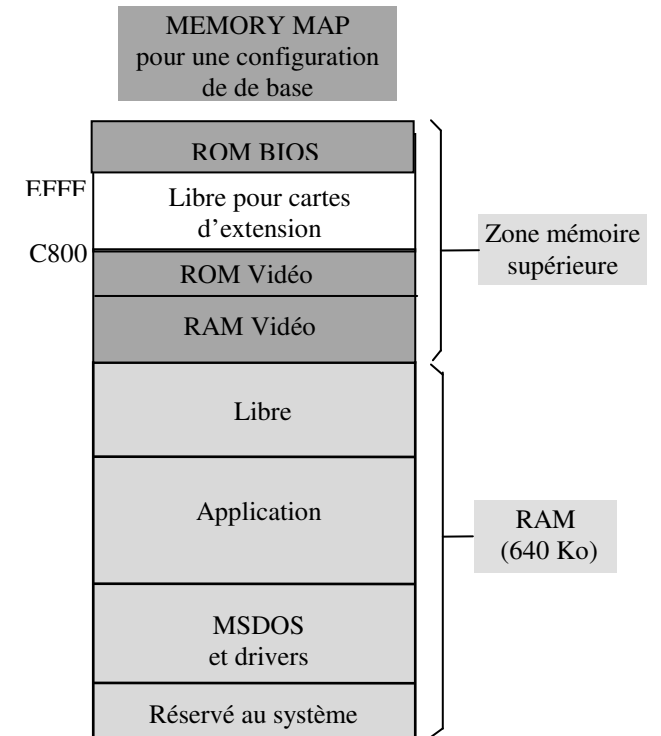 MEMORY MAP
pour une configuration
de de base
ROM BIOS
EFFF
Libre pour cartes
d’extension
C800
ROM Vidéo
RAM Vidéo
Zone mémoire
supérieure
Libre
Application
RAM
(640 Ko)
MSDOS
et drivers
Réservé au système